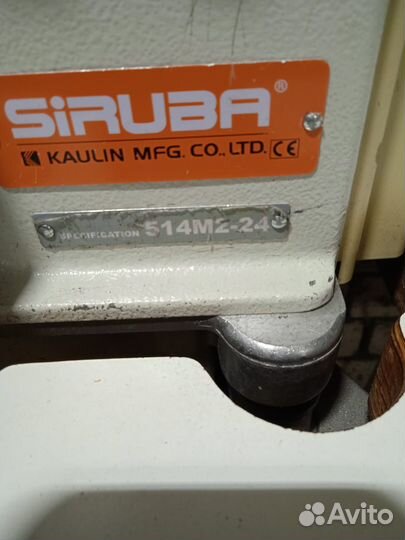 SiRUBA®
KAULIN MFG. CO., LTD. CE
SPECIFICATION 514M2-24
Avito